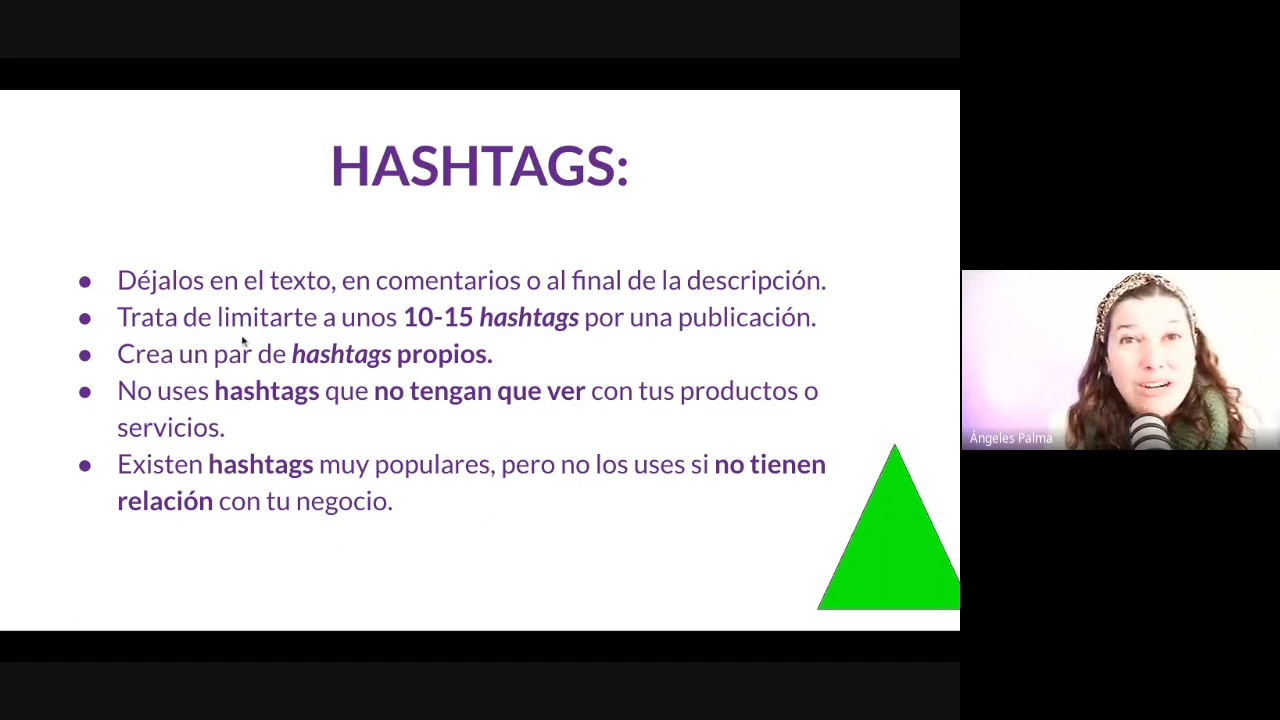 HASHTAGS:
● Déjalos en el texto, en comentarios o al final de la descripción.
● Trata de limitarte a unos 10-15 hashtags por una publicación.
● Crea un par de hashtags propios.
● No uses hashtags que no tengan que ver con tus productos o
servicios.
● Existen hashtags muy populares, pero no los uses si no tienen
relación con tu negocio.
Ángeles Palma